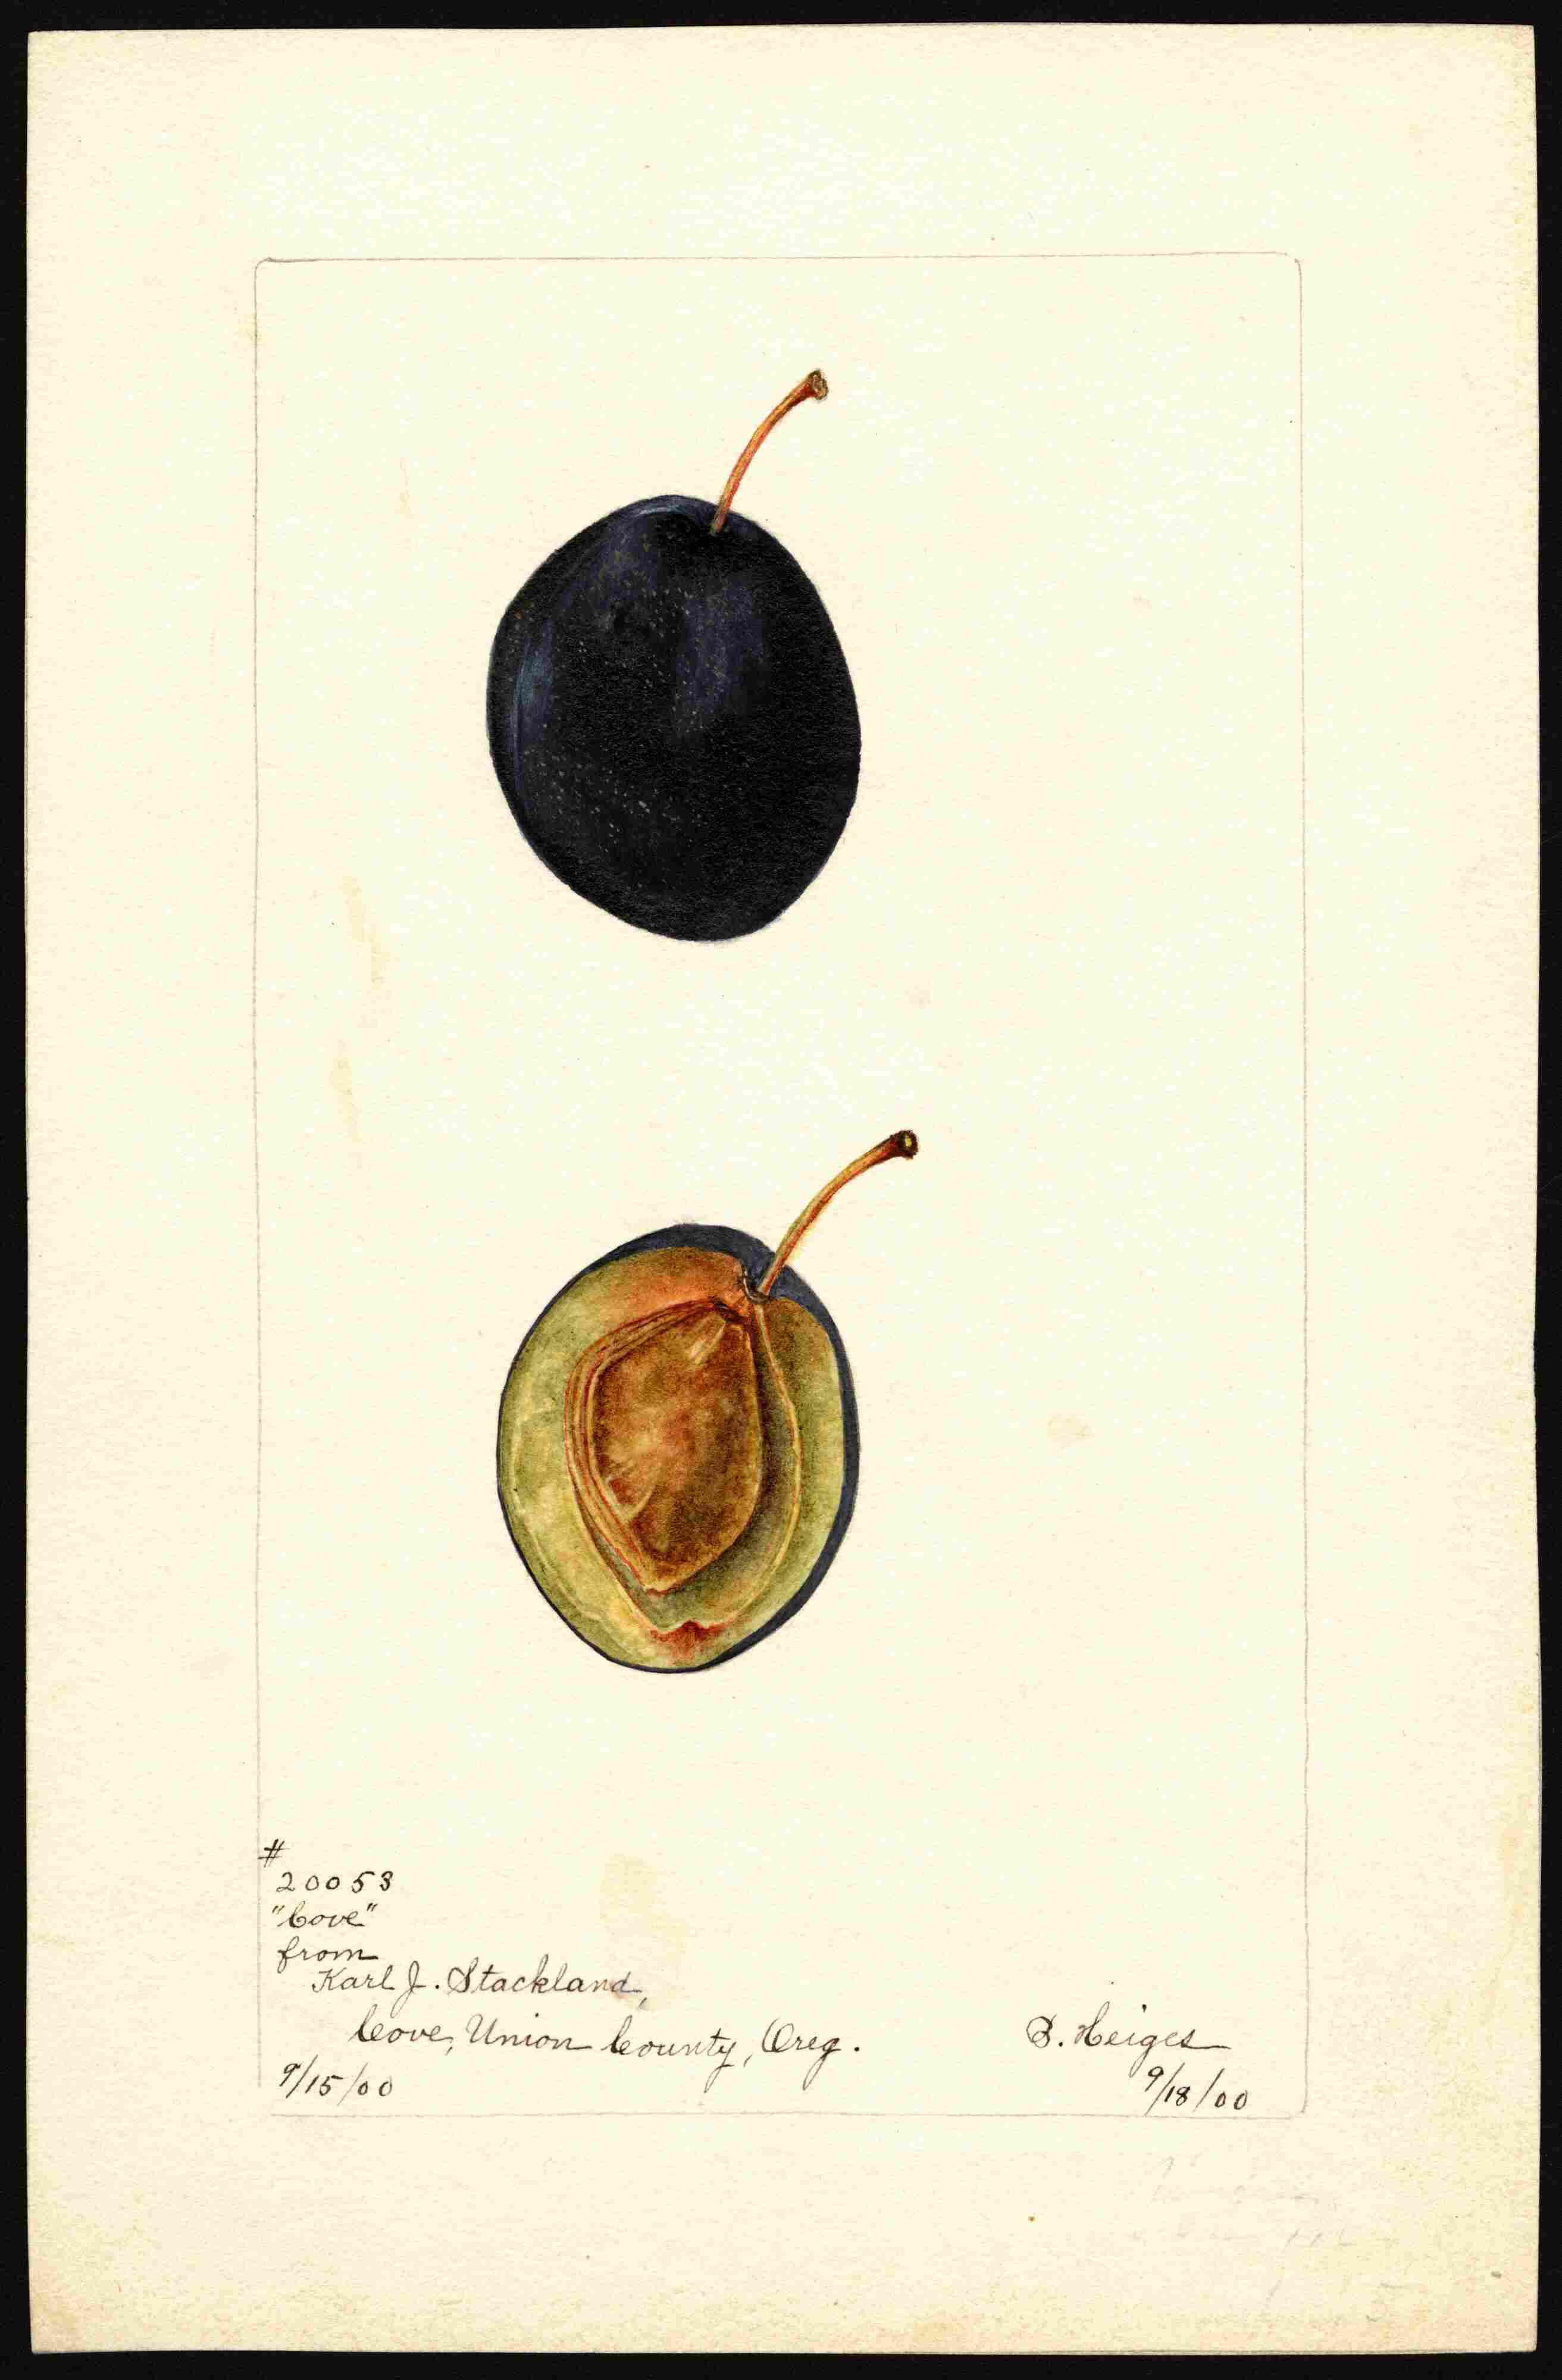 #
20053
"Cove"
from
Karl J. Stackland,
Cove, Union County, Oreg.
9/15/00
B. Heiges
9/18/00